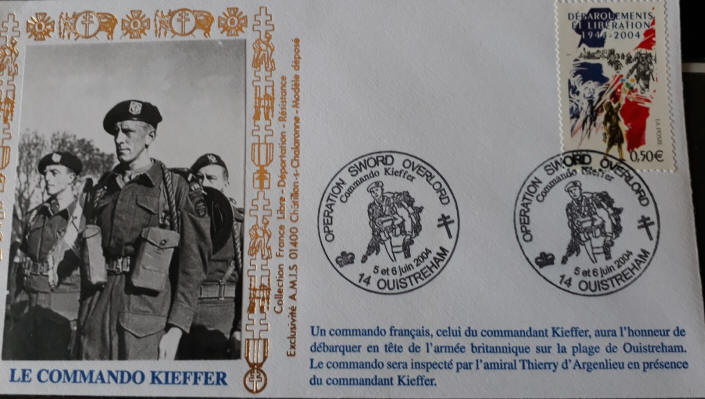 DÉBARQUEMENTS
ET LIBÉRATION
1944-2004
LA POSTE
0,50€
OPERATION SWORD OVERLORD
Commando Kieffer
5 et 6 juin 2004
14 OUISTREHAM
OPERATION SWORD OVERLORD
Commando Kieffer
5 et 6 juin 2004
14 OUISTREHAM
Collection France Libre - Déportation - Résistance
Exclusivité A.M.I.S 01400 Châtillon-s-Chalaronne - Modèle déposé
Un commando français, celui du commandant Kieffer, aura l'honneur de
débarquer en tête de l'armée britannique sur la plage de Ouistreham.
Le commando sera inspecté par l'amiral Thierry d'Argenlieu en présence
du commandant Kieffer.
LE COMMANDO KIEFFER